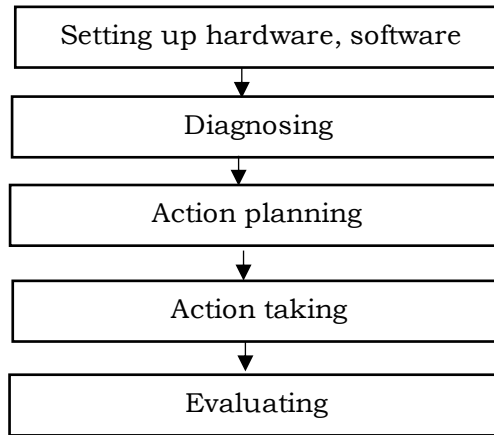 Setting up hardware, software
Diagnosing
Action planning
Action taking
Evaluating